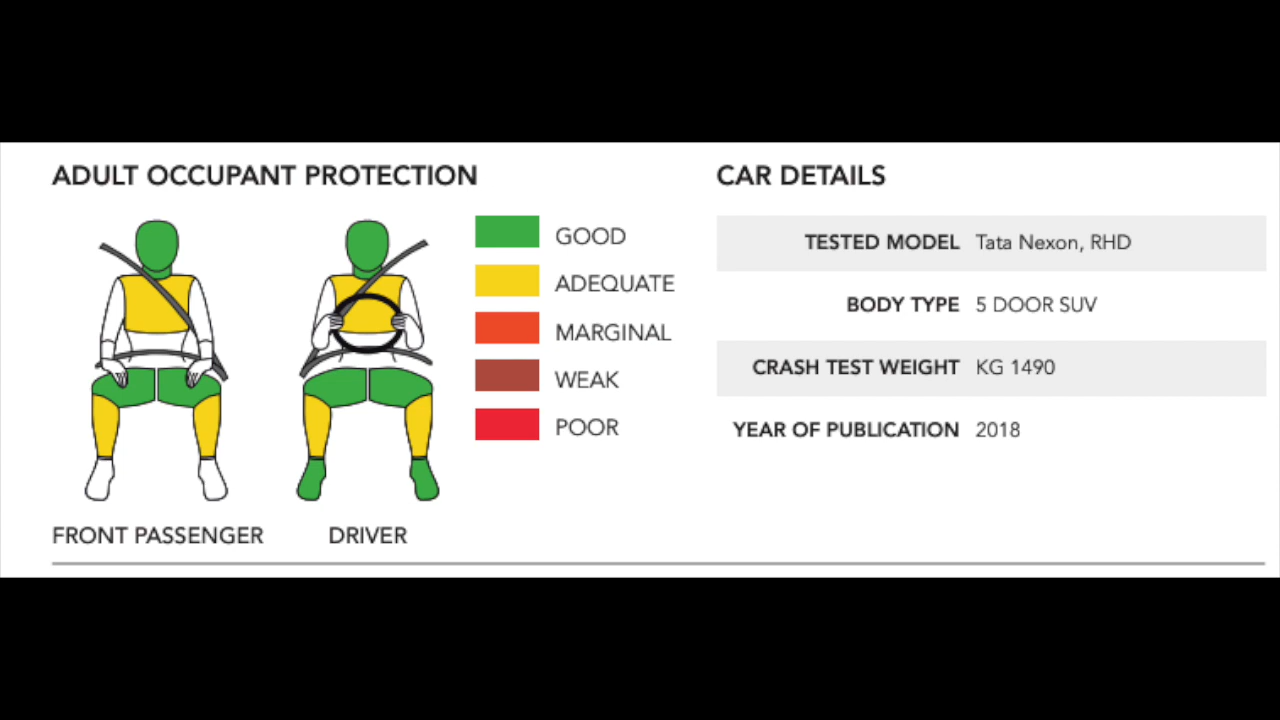 ADULT OCCUPANT PROTECTION
GOOD
ADEQUATE
MARGINAL
WEAK
POOR
FRONT PASSENGER
DRIVER
CAR DETAILS
TESTED MODEL Tata Nexon, RHD
BODY TYPE 5 DOOR SUV
CRASH TEST WEIGHT KG 1490
YEAR OF PUBLICATION 2018